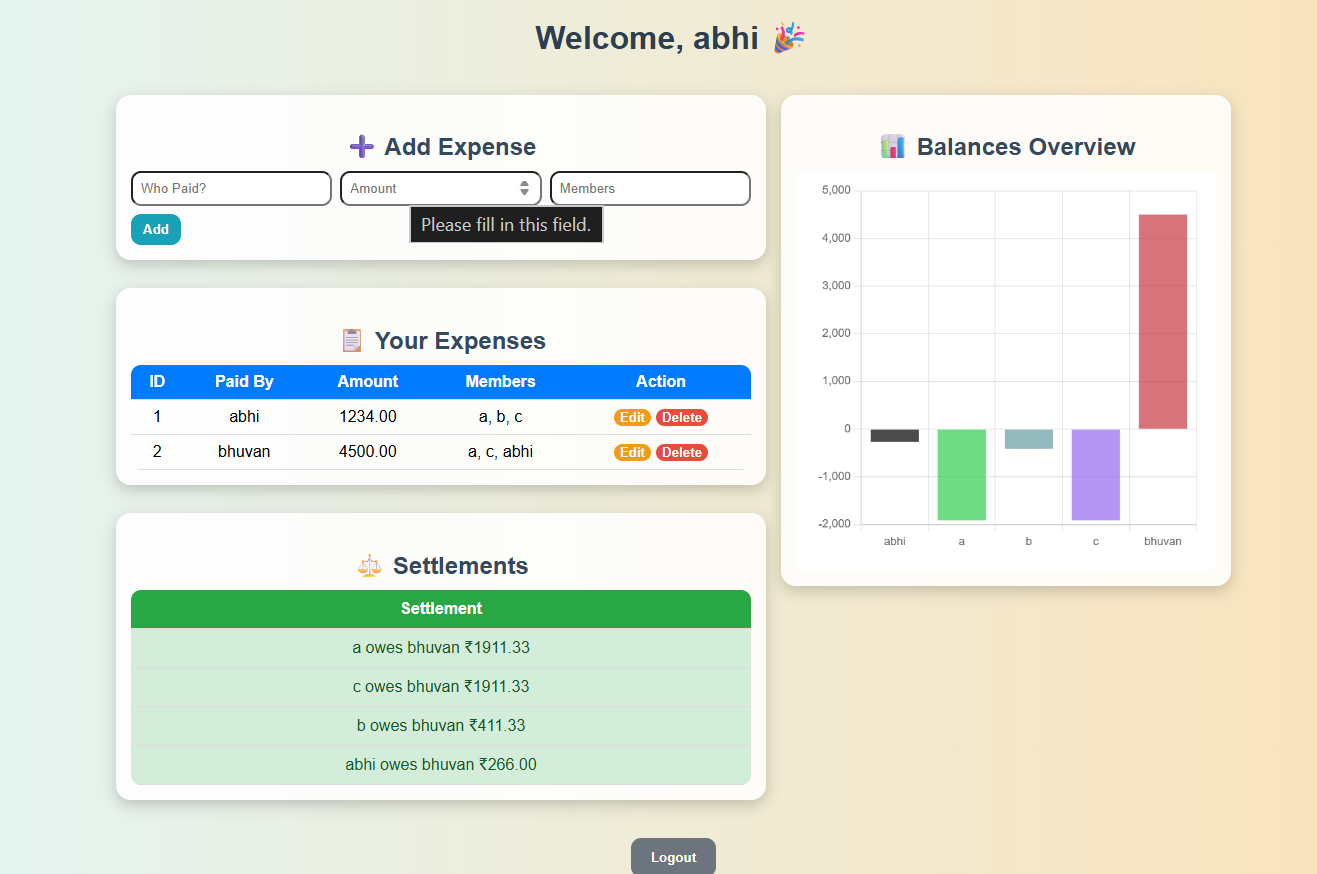 Welcome, abhi 🎉
➕ Add Expense
Who Paid? Amount Members
Please fill in this field.
Add
📋 Your Expenses
ID Paid By Amount Members Action
1 abhi 1234.00 a, b, c Edit Delete
2 bhuvan 4500.00 a, c, abhi Edit Delete
⚖️ Settlements
Settlement
a owes bhuvan ₹1911.33
c owes bhuvan ₹1911.33
b owes bhuvan ₹411.33
abhi owes bhuvan ₹266.00
📊 Balances Overview
5,000
4,000
3,000
2,000
1,000
0
-1,000
-2,000
abhi a b c bhuvan
Logout